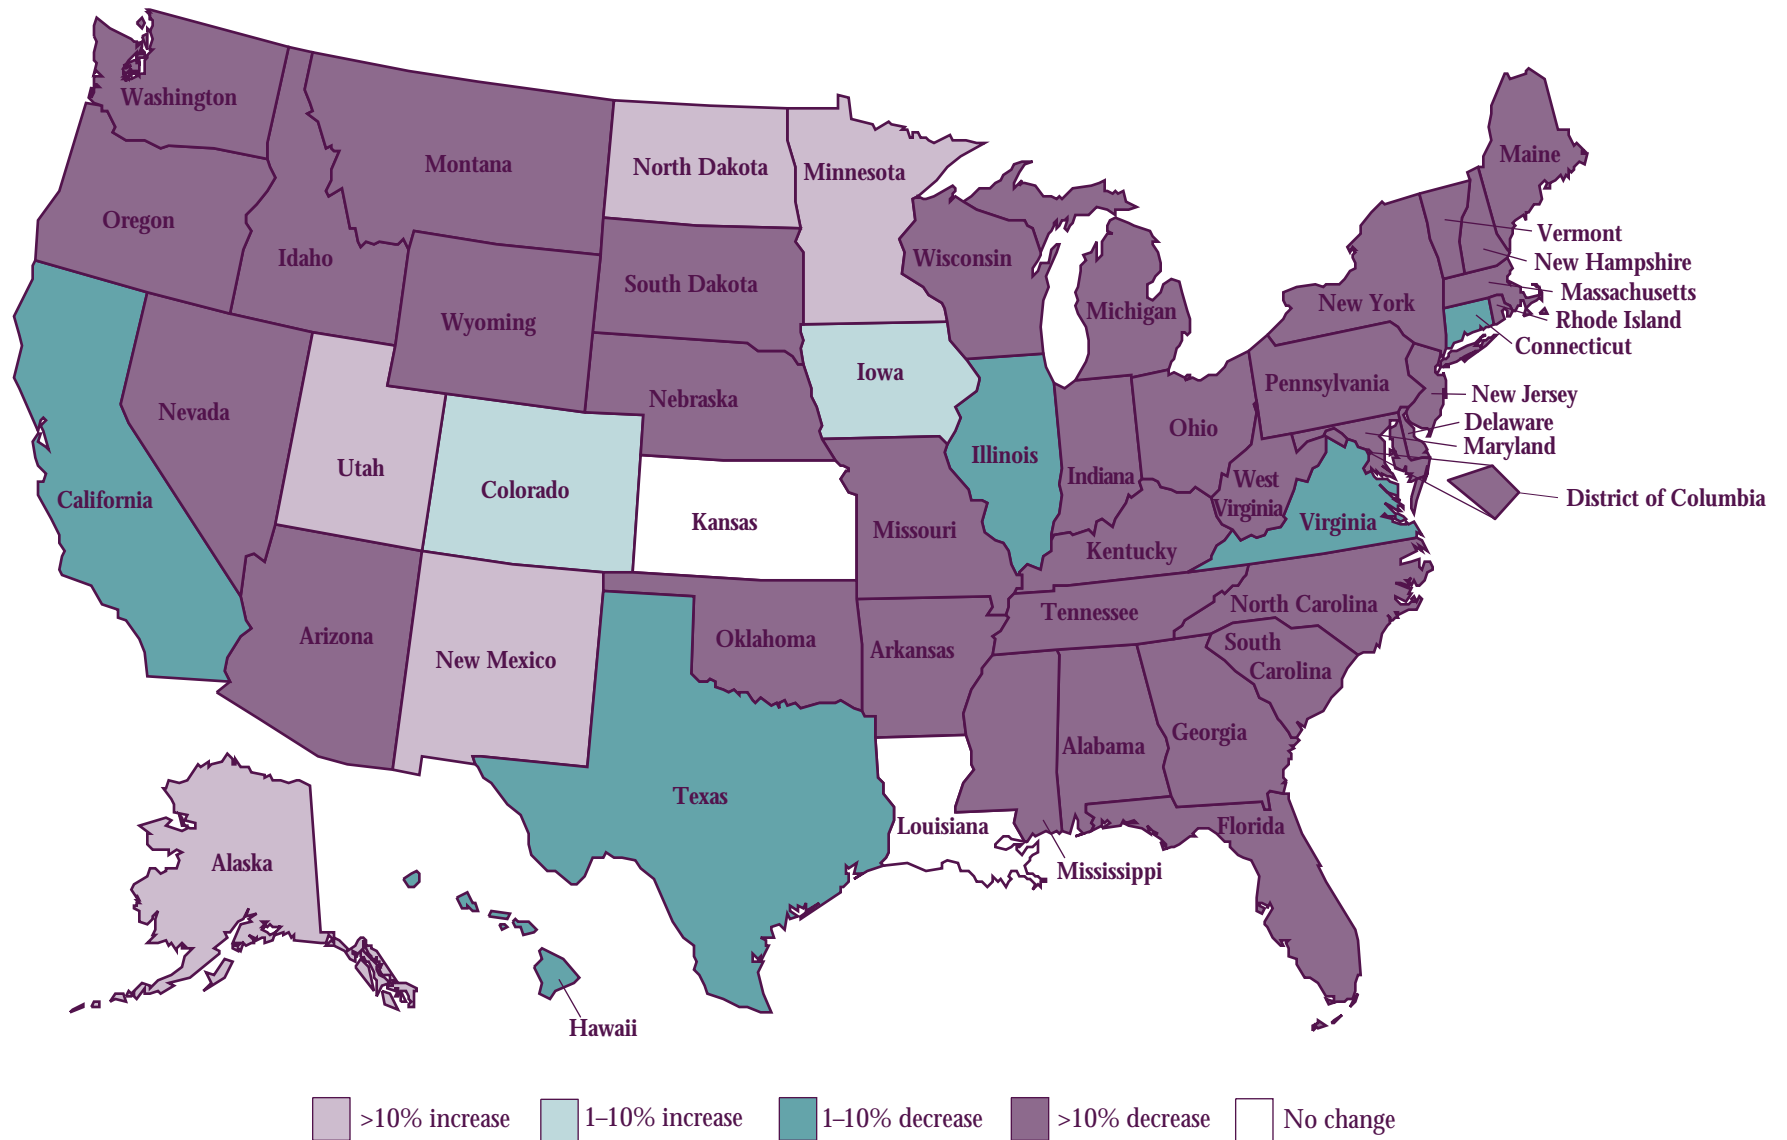 Washington
Montana
North Dakota
Minnesota
Maine
Oregon
Idaho
Wisconsin
Vermont
New Hampshire
South Dakota
Wyoming
Michigan
New York
Massachusetts
Rhode Island
Connecticut
Iowa
Nebraska
Nevada
Pennsylvania
New Jersey
Ohio
Delaware
Maryland
Utah
Colorado
Illinois
Indiana
West
Virginia
District of Columbia
California
Kansas
Missouri
Virginia
Kentucky
Arizona
New Mexico
Oklahoma
Arkansas
Tennessee
North Carolina
South
Carolina
Alabama
Georgia
Texas
Louisiana
Florida
Mississippi
Alaska
Hawaii
>10% increase
1–10% increase
1–10% decrease
>10% decrease
No change